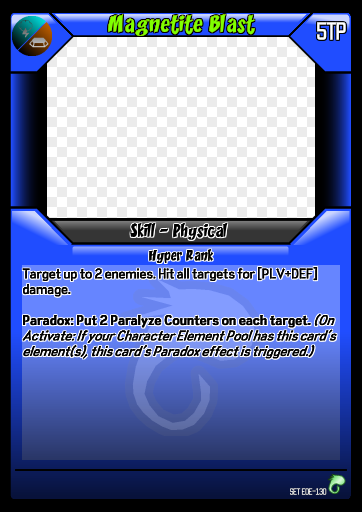 Magnetite Blast
5TP
Skill - Physical
Hyper Rank
Target up to 2 enemies. Hit all targets for [PLV+DEF]
damage.
Paradox: Put 2 Paralyze Counters on each target. (On
Activate: If your Character Element Pool has this card's
element(s), this card's Paradox effect is triggered.)
SET EDE-130